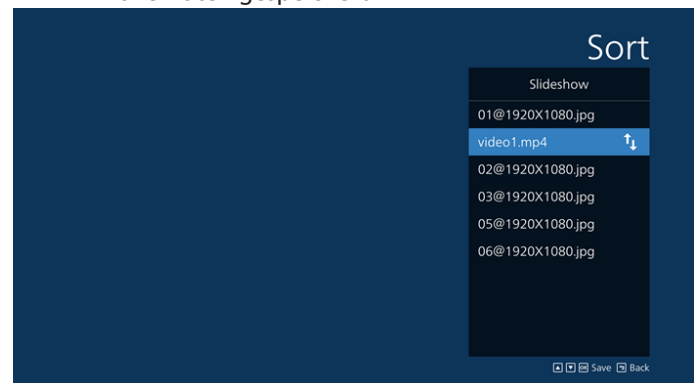 Sort
Slideshow
01@1920X1080.jpg
video1.mp4
02@1920X1080.jpg
03@1920X1080.jpg
05@1920X1080.jpg
06@1920X1080.jpg
OK Save Back